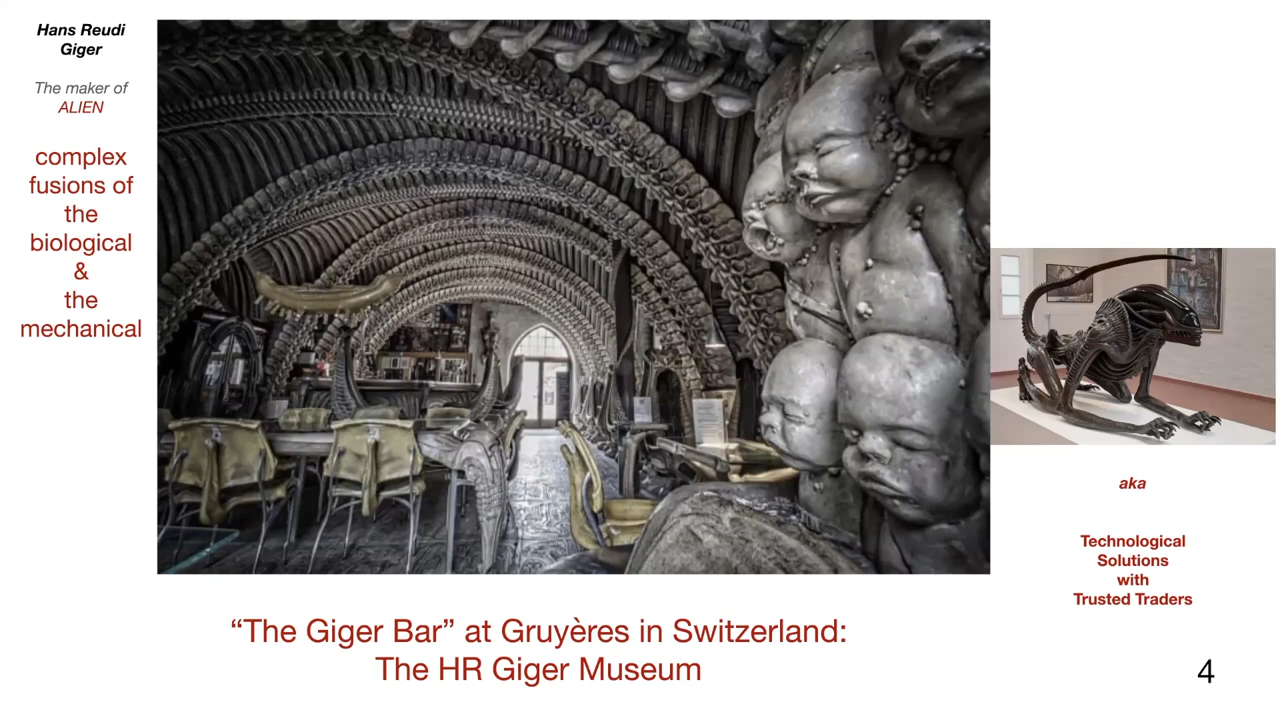 Hans Reudi
Giger
The maker of
ALIEN
complex
fusions of
the
biological
&
the
mechanical
aka
Technological
Solutions
with
Trusted Traders
“The Giger Bar” at Gruyères in Switzerland:
The HR Giger Museum
4